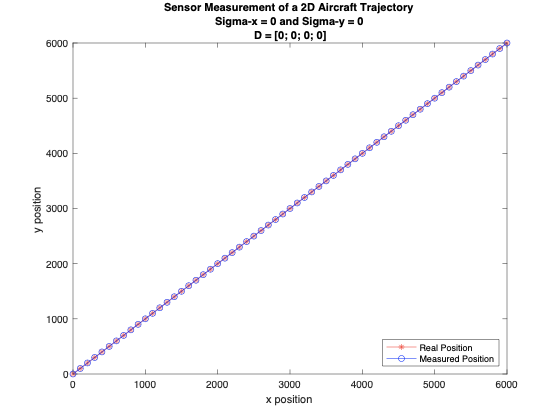 Sensor Measurement of a 2D Aircraft Trajectory
Sigma-x = 0 and Sigma-y = 0
D = [0; 0; 0; 0]
6000
5000
4000
3000
2000
1000
0
y position
Real Position
Measured Position
0 1000 2000 3000 4000 5000 6000
x position